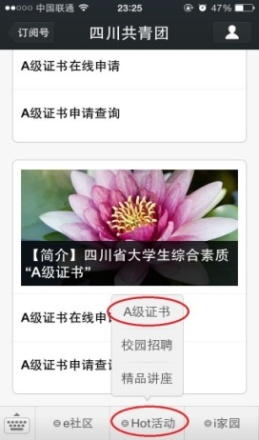 中国联通 23:25 47%
订阅号 四川共青团
A级证书在线申请
A级证书申请查询
【简介】四川省大学生综合素质
“A级证书”
A级证书
A级证书在线申
校园招聘
A级证书申请查
精品讲座
e社区 Hot活动 i家园